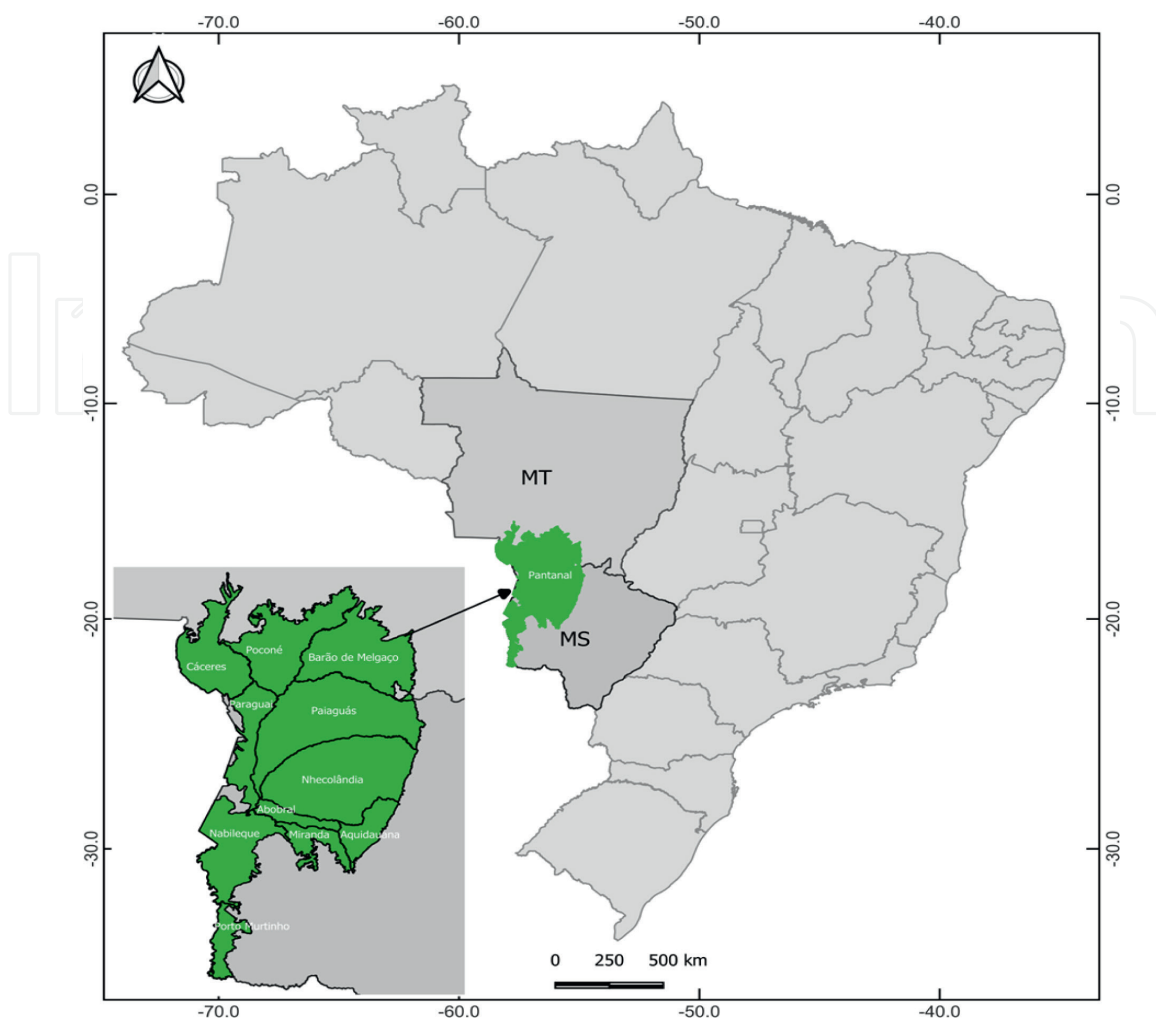 -70.0 -60.0 -50.0 -40.0
0.0 0.0
-10.0 -10.0
MT
Pantanal
-20.0 -20.0
MS
Poconé
Barão de Melgaço
Cáceres
Paraguai
Paiaguás
Nhecolândia
Abobral
Nabileque Miranda Aquidauana
-30.0 -30.0
Porto Murtinho
0 250 500 km
-70.0 -60.0 -50.0 -40.0